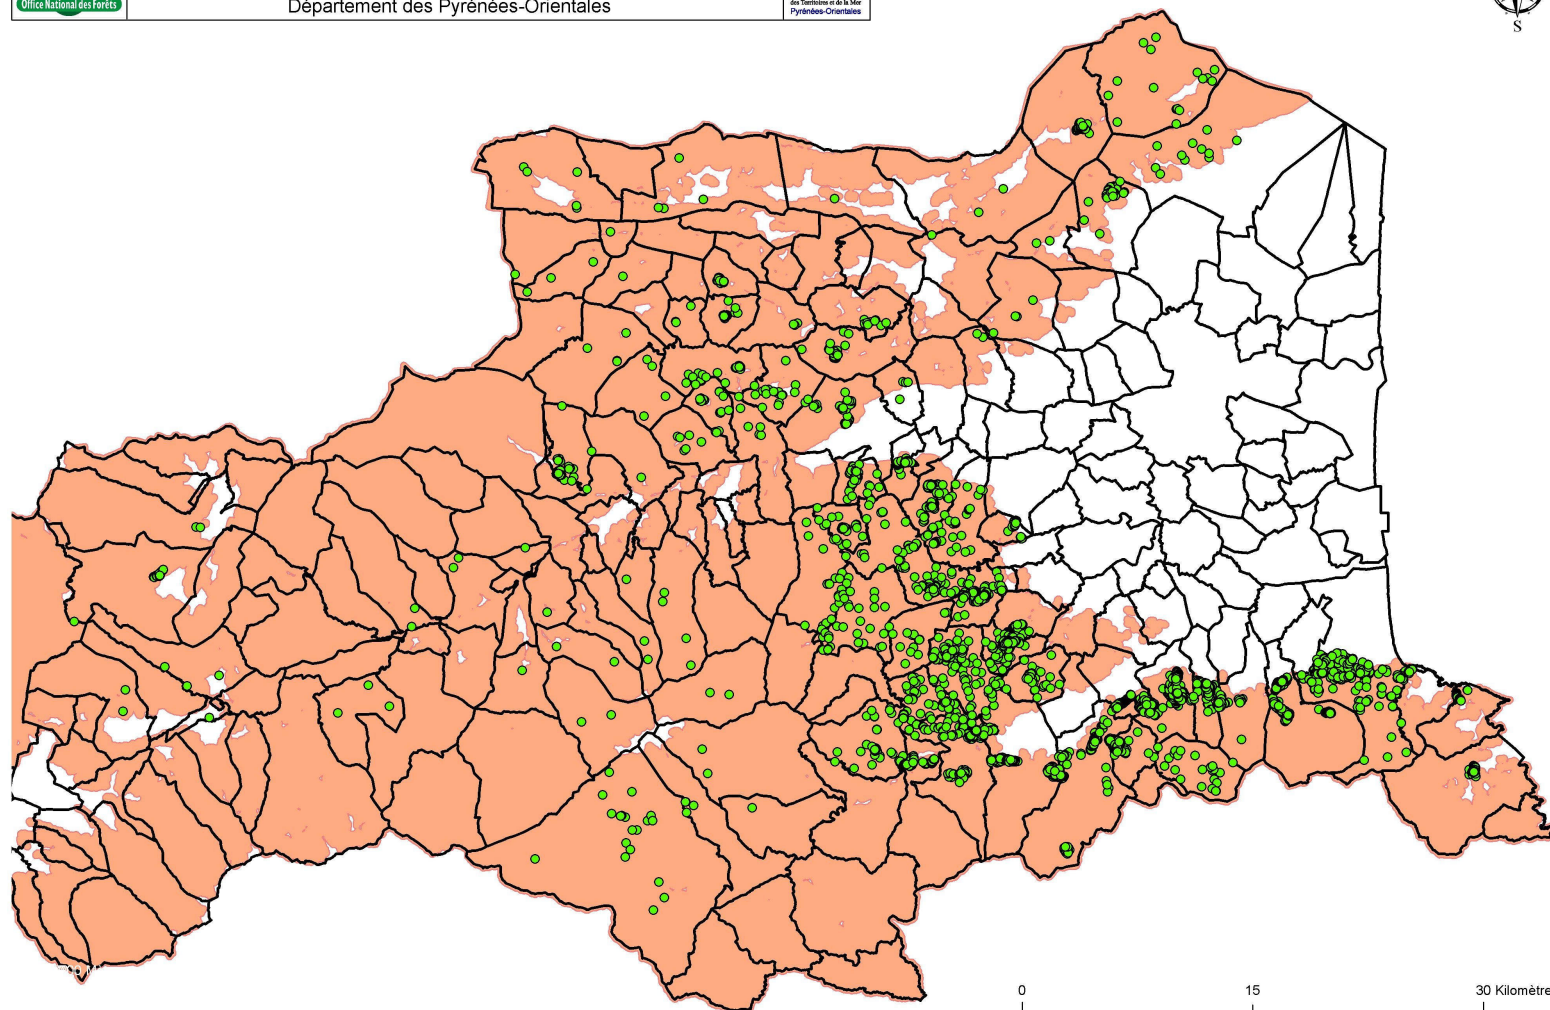 Office National des Forêts
Département des Pyrénées-Orientales
des Territoires et de la Mer
Pyrénées-Orientales
S
0 15 30 Kilomètre